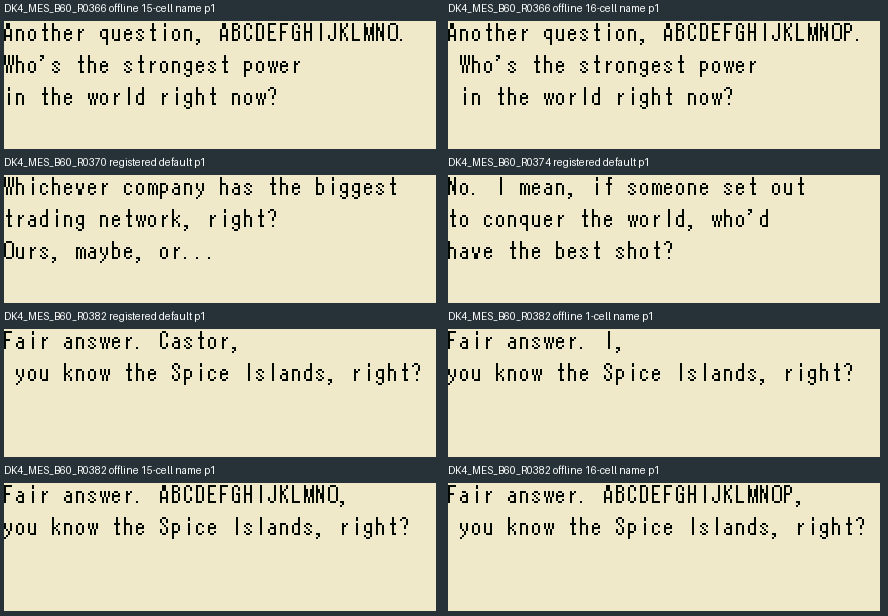 DK4_MES_B60_R0366 offline 15-cell name p1
Another question, ABCDEFGHIJKLMNO.
Who's the strongest power
in the world right now?
DK4_MES_B60_R0366 offline 16-cell name p1
Another question, ABCDEFGHIJKLMNOP.
Who's the strongest power
in the world right now?
DK4_MES_B60_R0370 registered default p1
Whichever company has the biggest
trading network, right?
Ours, maybe, or...
DK4_MES_B60_R0374 registered default p1
No. I mean, if someone set out
to conquer the world, who'd
have the best shot?
DK4_MES_B60_R0382 registered default p1
Fair answer. Castor,
you know the Spice Islands, right?
DK4_MES_B60_R0382 offline 1-cell name p1
Fair answer. I,
you know the Spice Islands, right?
DK4_MES_B60_R0382 offline 15-cell name p1
Fair answer. ABCDEFGHIJKLMNO,
you know the Spice Islands, right?
DK4_MES_B60_R0382 offline 16-cell name p1
Fair answer. ABCDEFGHIJKLMNOP,
you know the Spice Islands, right?